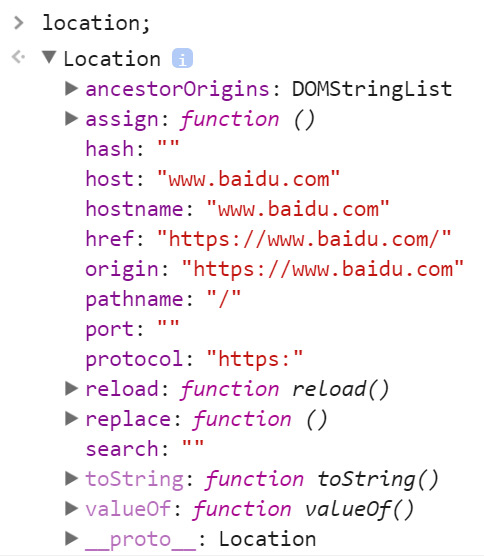 location;
Location i
ancestorOrigins: DOMStringList
assign: function ()
hash: ""
host: "www.baidu.com"
hostname: "www.baidu.com"
href: "https://www.baidu.com/"
origin: "https://www.baidu.com"
pathname: "/"
port: ""
protocol: "https:"
reload: function reload()
replace: function ()
search: ""
toString: function toString()
valueOf: function valueOf()
__proto__: Location